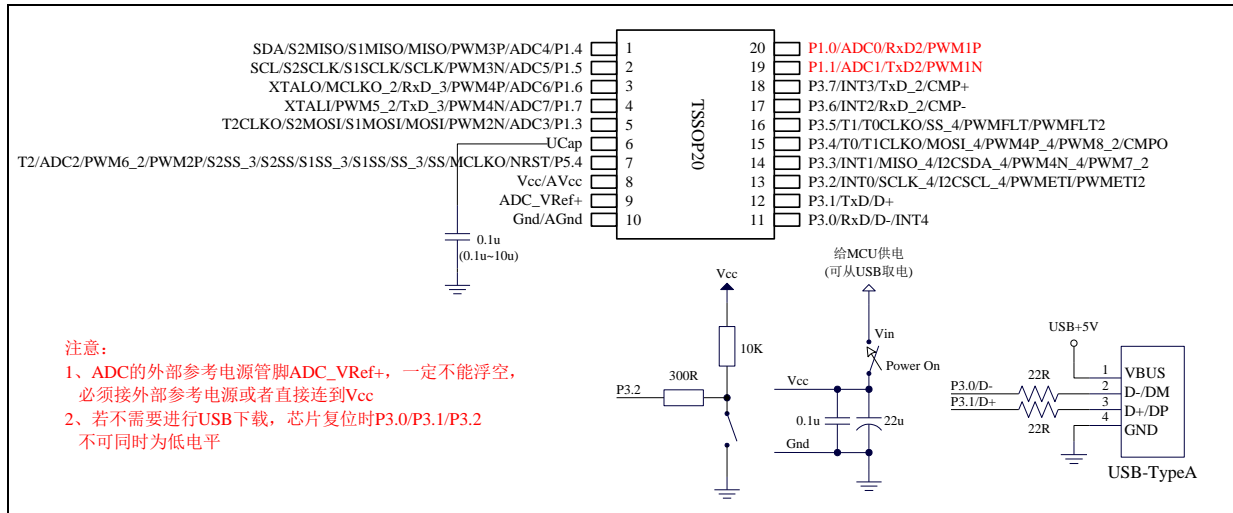 SDA/S2MISO/S1MISO/MISO/PWM3P/ADC4/P1.4 1
SCL/S2SCLK/S1SCLK/SCLK/PWM3N/ADC5/P1.5 2
XTALO/MCLKO_2/RxD_3/PWM4P/ADC6/P1.6 3
XTALI/PWM5_2/TxD_3/PWM4N/ADC7/P1.7 4
T2CLKO/S2MOSI/S1MOSI/MOSI/PWM2N/ADC3/P1.3 5
UCap 6
T2/ADC2/PWM6_2/PWM2P/S2SS_3/S2SS/S1SS_3/S1SS/SS_3/SS/MCLKO/NRST/P5.4 7
Vcc/AVcc 8
ADC_VRef+ 9
Gnd/AGnd 10
TSSOP20
20 P1.0/ADC0/RxD2/PWM1P
19 P1.1/ADC1/TxD2/PWM1N
18 P3.7/INT3/TxD_2/CMP+
17 P3.6/INT2/RxD_2/CMP-
16 P3.5/T1/T0CLKO/SS_4/PWMFLT/PWMFLT2
15 P3.4/T0/T1CLKO/MOSI_4/PWM4P_4/PWM8_2/CMPO
14 P3.3/INT1/MISO_4/I2CSDA_4/PWM4N_4/PWM7_2
13 P3.2/INT0/SCLK_4/I2CSCL_4/PWMETI/PWMETI2
12 P3.1/TxD/D+
11 P3.0/RxD/D-/INT4
0.1u
(0.1u~10u)
注意：
1、ADC的外部参考电源管脚ADC_VRef+，一定不能浮空，
必须接外部参考电源或者直接连到Vcc
2、若不需要进行USB下载，芯片复位时P3.0/P3.1/P3.2
不可同时为低电平
Vcc
10K
300R
P3.2
给MCU供电
(可从USB取电)
Vin
Power On
Vcc
0.1u
22u
Gnd
USB+5V
P3.0/D-
P3.1/D+
22R
22R
1 VBUS
2 D-/DM
3 D+/DP
4 GND
USB-TypeA